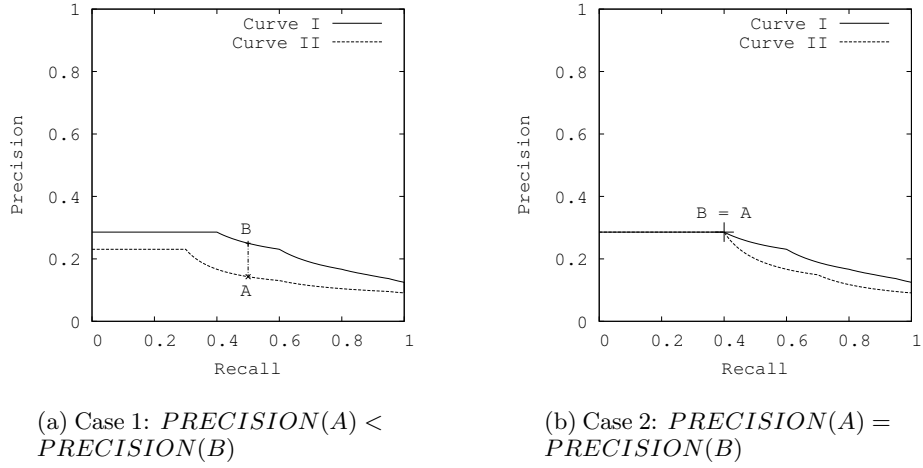 1
0.8
0.6
0.4
0.2
0
Precision
0 0.2 0.4 0.6 0.8 1
Recall
Curve I
Curve II
B
A
(a) Case 1: PRECISION(A) <
PRECISION(B)
1
0.8
0.6
0.4
0.2
0
Precision
0 0.2 0.4 0.6 0.8 1
Recall
Curve I
Curve II
B = A
(b) Case 2: PRECISION(A) =
PRECISION(B)